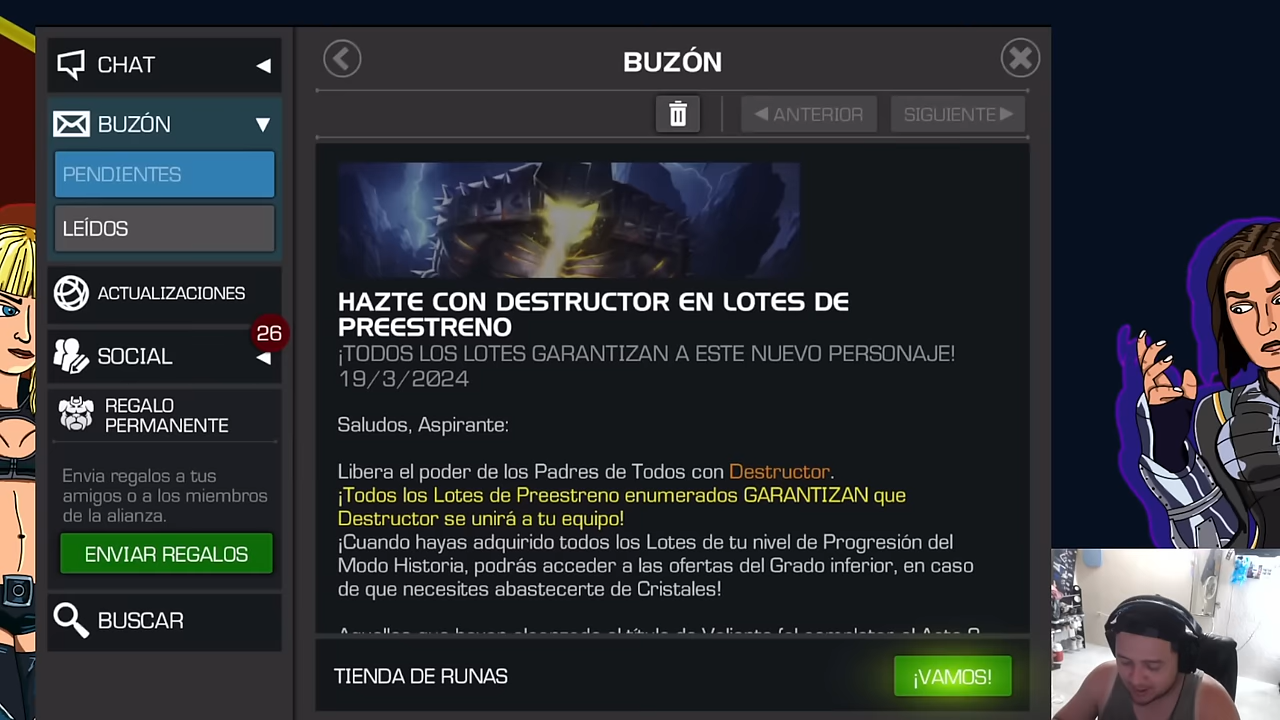 CHAT
BUZÓN
PENDIENTES
LEÍDOS
ACTUALIZACIONES
26
SOCIAL
REGALO
PERMANENTE
Envia regalos a tus
amigos o a los miembros
de la alianza.
ENVIAR REGALOS
BUSCAR
BUZÓN
ANTERIOR
SIGUIENTE
HAZTE CON DESTRUCTOR EN LOTES DE
PREESTRENO
¡TODOS LOS LOTES GARANTIZAN A ESTE NUEVO PERSONAJE!
19/3/2024
Saludos, Aspirante:
Libera el poder de los Padres de Todos con Destructor.
¡Todos los Lotes de Preestreno enumerados GARANTIZAN que
Destructor se unirá a tu equipo!
¡Cuando hayas adquirido todos los Lotes de tu nivel de Progresión del
Modo Historia, podrás acceder a las ofertas del Grado inferior, en caso
de que necesites abastecerte de Cristales!
TIENDA DE RUNAS
¡VAMOS!